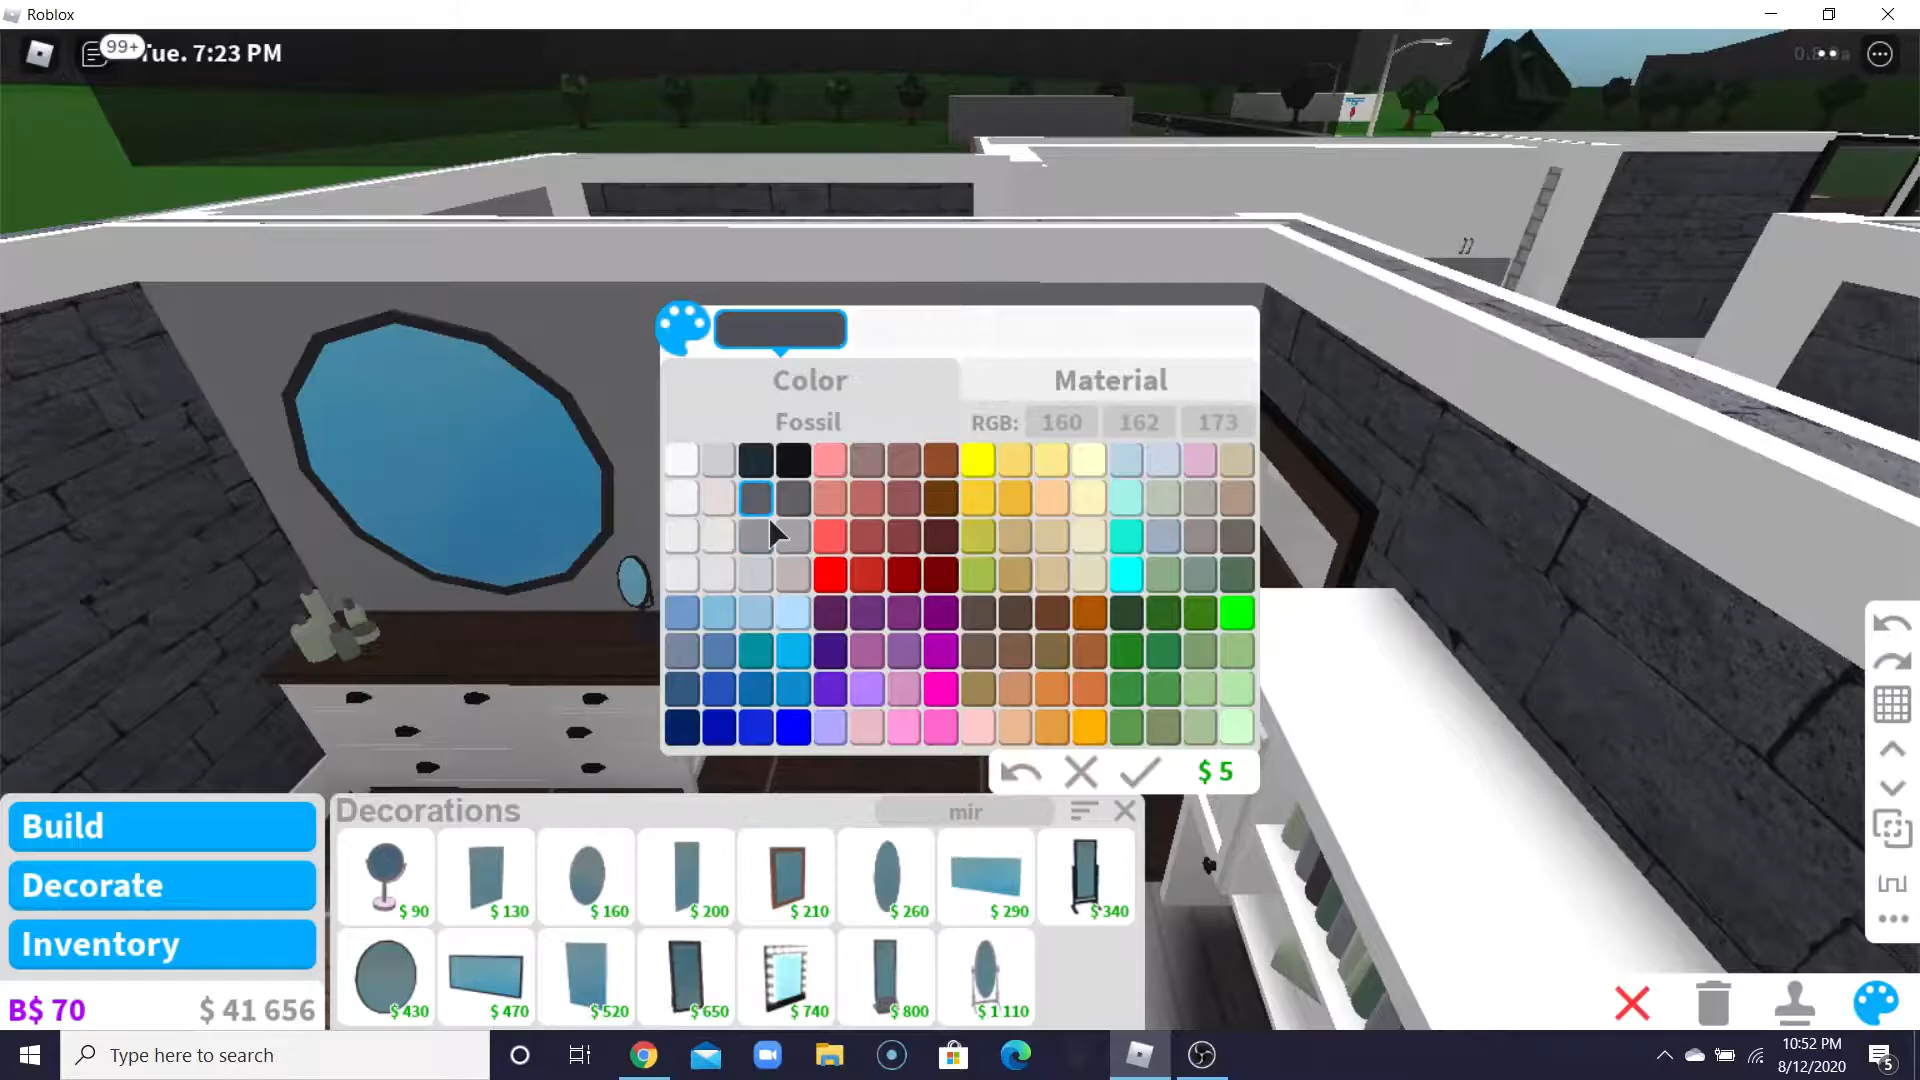 Roblox
99+
Tue. 7:23 PM
Color
Material
Fossil
RGB: 160 162 173
$ 5
Build
Decorate
Inventory
B$ 70
$ 41 656
Decorations
mir
$ 90
$ 130
$ 160
$ 200
$ 210
$ 260
$ 290
$ 340
$ 430
$ 470
$ 520
$ 650
$ 740
$ 800
$ 1 110
Type here to search
10:52 PM
8/12/2020
5